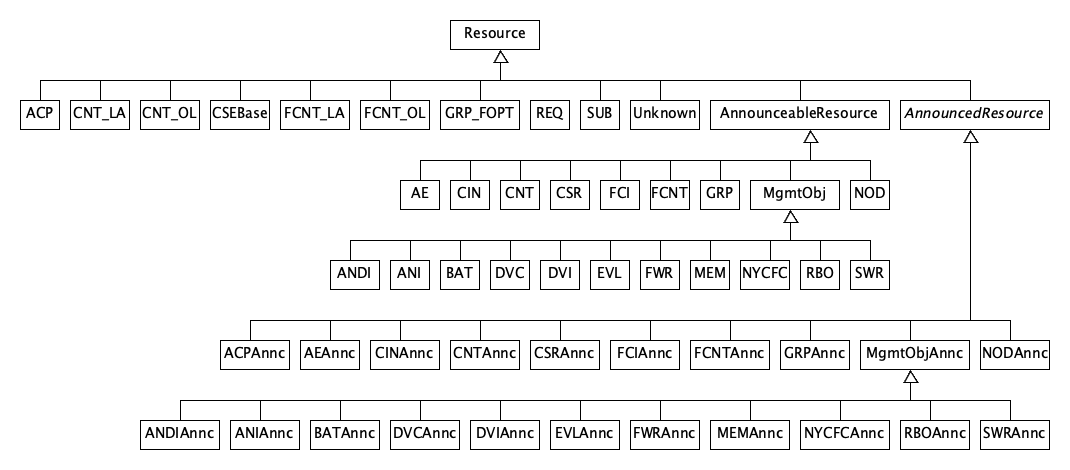 Resource
ACP CNT_LA CNT_OL CSEBase FCNT_LA FCNT_OL GRP_FOPT REQ SUB Unknown AnnounceableResource AnnouncedResource
AE CIN CNT CSR FCI FCNT GRP MgmtObj NOD
ANDI ANI BAT DVC DVI EVL FWR MEM NYCFC RBO SWR
ACPAnnc AEAnnc CINAnnc CNTAnnc CSRAnnc FCIAnnc FCNTAnnc GRPAnnc MgmtObjAnnc NODAnnc
ANDIAnnc ANIAnnc BATAnnc DVCAnnc DVIAnnc EVLAnnc FWRAnnc MEMAnnc NYCFCAnnc RBOAnnc SWRAnnc